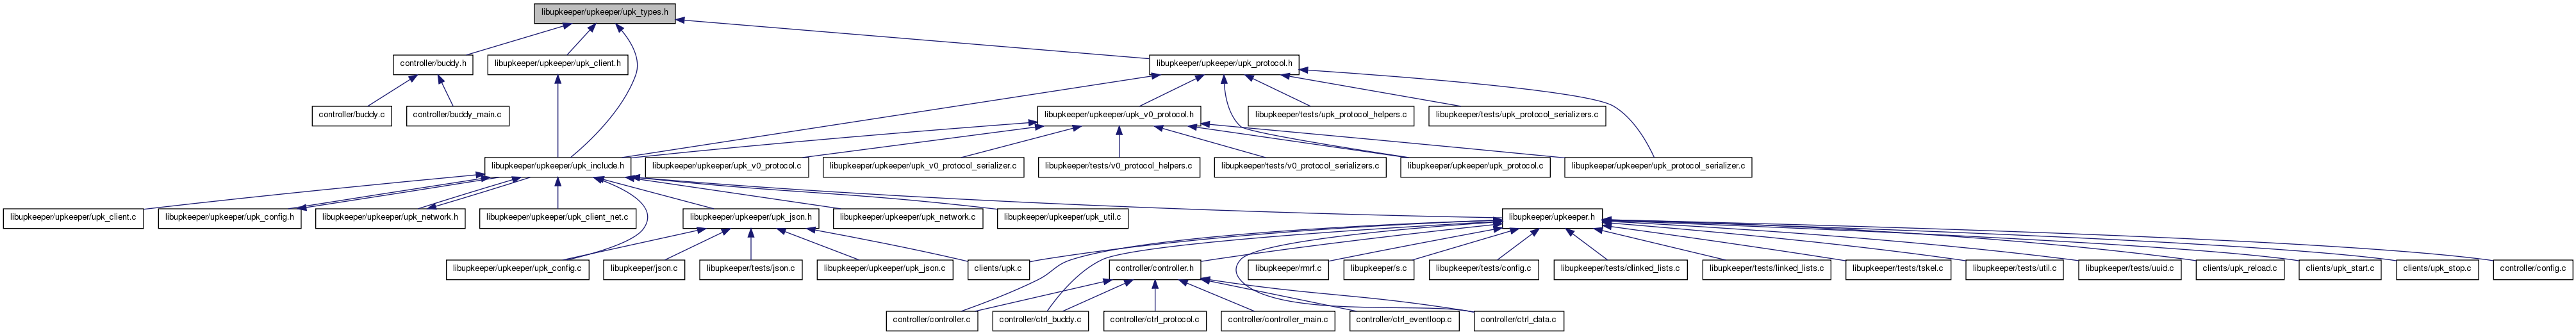 libupkeeper/upkeeper/upk_types.h
controller/buddy.h
libupkeeper/upkeeper/upk_client.h
libupkeeper/upkeeper/upk_protocol.h
controller/buddy.c
controller/buddy_main.c
libupkeeper/upkeeper/upk_v0_protocol.h
libupkeeper/tests/upk_protocol_helpers.c
libupkeeper/tests/upk_protocol_serializers.c
libupkeeper/upkeeper/upk_include.h
libupkeeper/upkeeper/upk_v0_protocol.c
libupkeeper/upkeeper/upk_v0_protocol_serializer.c
libupkeeper/tests/v0_protocol_helpers.c
libupkeeper/tests/v0_protocol_serializers.c
libupkeeper/upkeeper/upk_protocol.c
libupkeeper/upkeeper/upk_protocol_serializer.c
libupkeeper/upkeeper/upk_client.c
libupkeeper/upkeeper/upk_config.h
libupkeeper/upkeeper/upk_network.h
libupkeeper/upkeeper/upk_client_net.c
libupkeeper/upkeeper/upk_json.h
libupkeeper/upkeeper/upk_network.c
libupkeeper/upkeeper/upk_util.c
libupkeeper/upkeeper.h
libupkeeper/upkeeper/upk_config.c
libupkeeper/json.c
libupkeeper/tests/json.c
libupkeeper/upkeeper/upk_json.c
clients/upk.c
controller/controller.h
libupkeeper/rmrf.c
libupkeeper/s.c
libupkeeper/tests/config.c
libupkeeper/tests/dlinked_lists.c
libupkeeper/tests/linked_lists.c
libupkeeper/tests/tskel.c
libupkeeper/tests/util.c
libupkeeper/tests/uuid.c
clients/upk_reload.c
clients/upk_start.c
clients/upk_stop.c
controller/config.c
controller/controller.c
controller/ctrl_buddy.c
controller/ctrl_protocol.c
controller/controller_main.c
controller/ctrl_eventloop.c
controller/ctrl_data.c